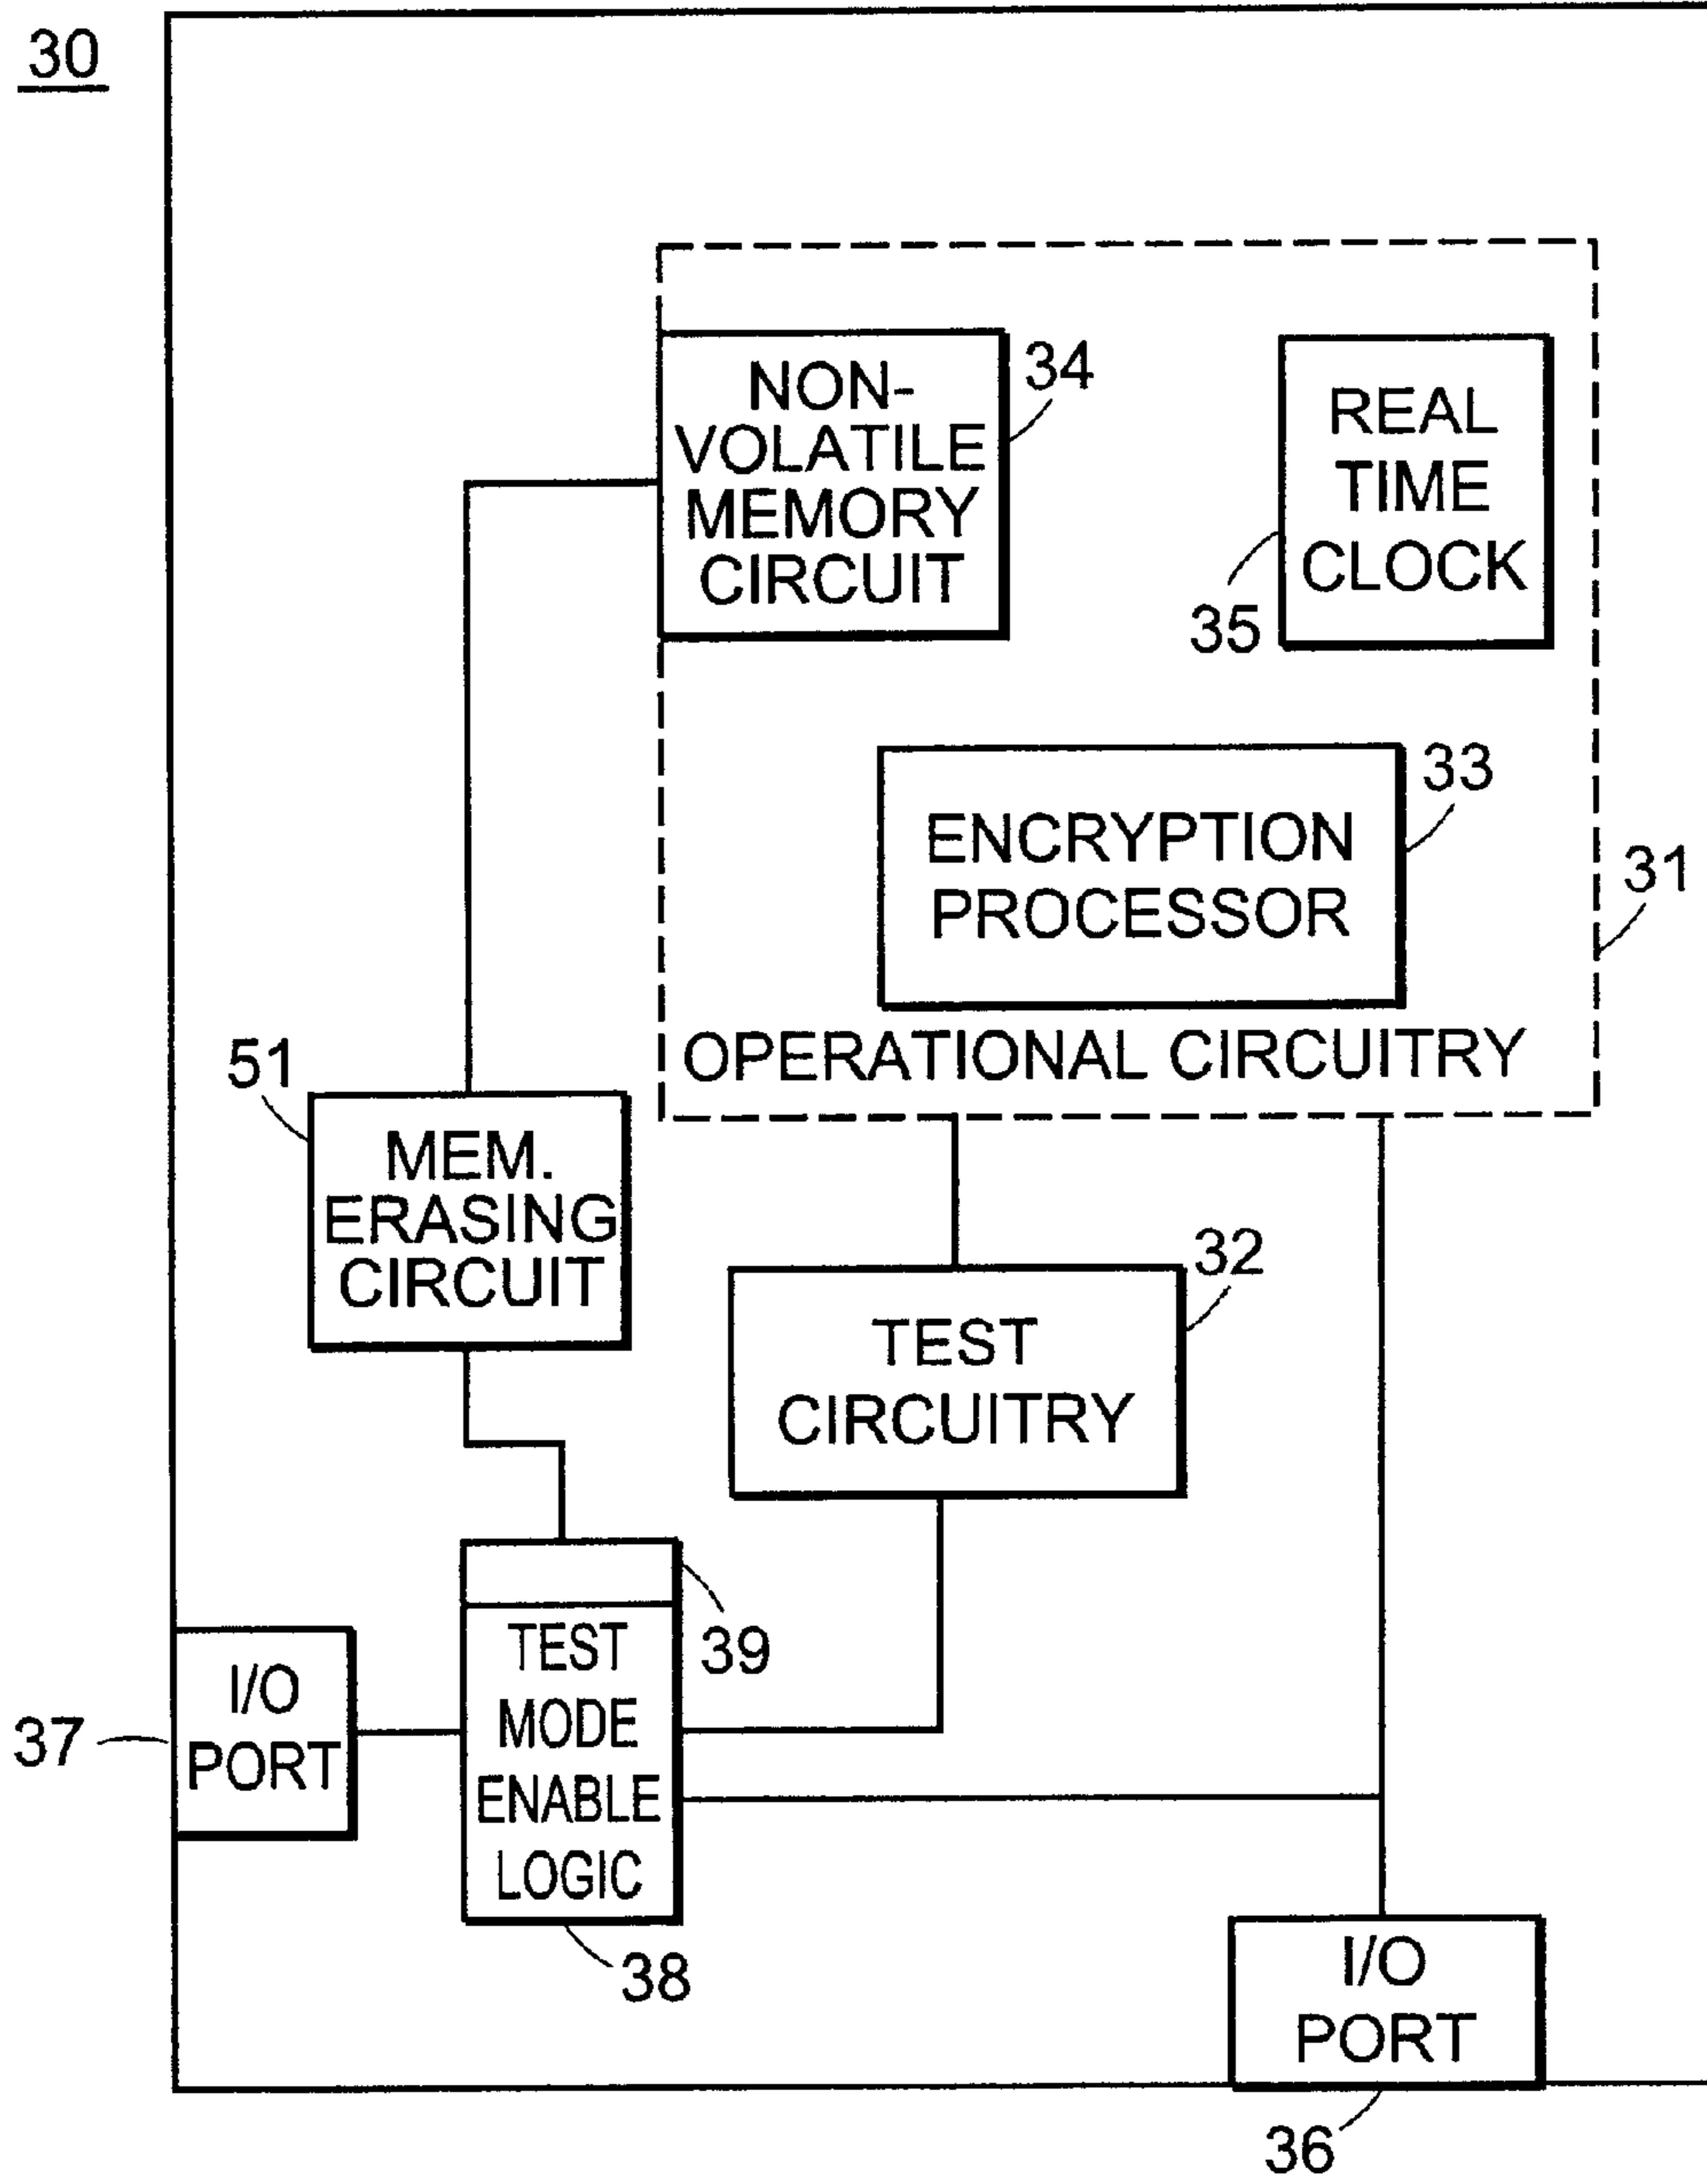 30
NON-
VOLATILE
MEMORY
CIRCUIT
34
REAL
TIME
CLOCK
35
ENCRYPTION
PROCESSOR
33
31
OPERATIONAL CIRCUITRY
51
MEM.
ERASING
CIRCUIT
TEST
CIRCUITRY
32
39
TEST
MODE
ENABLE
LOGIC
38
I/O
PORT
37
I/O
PORT
36